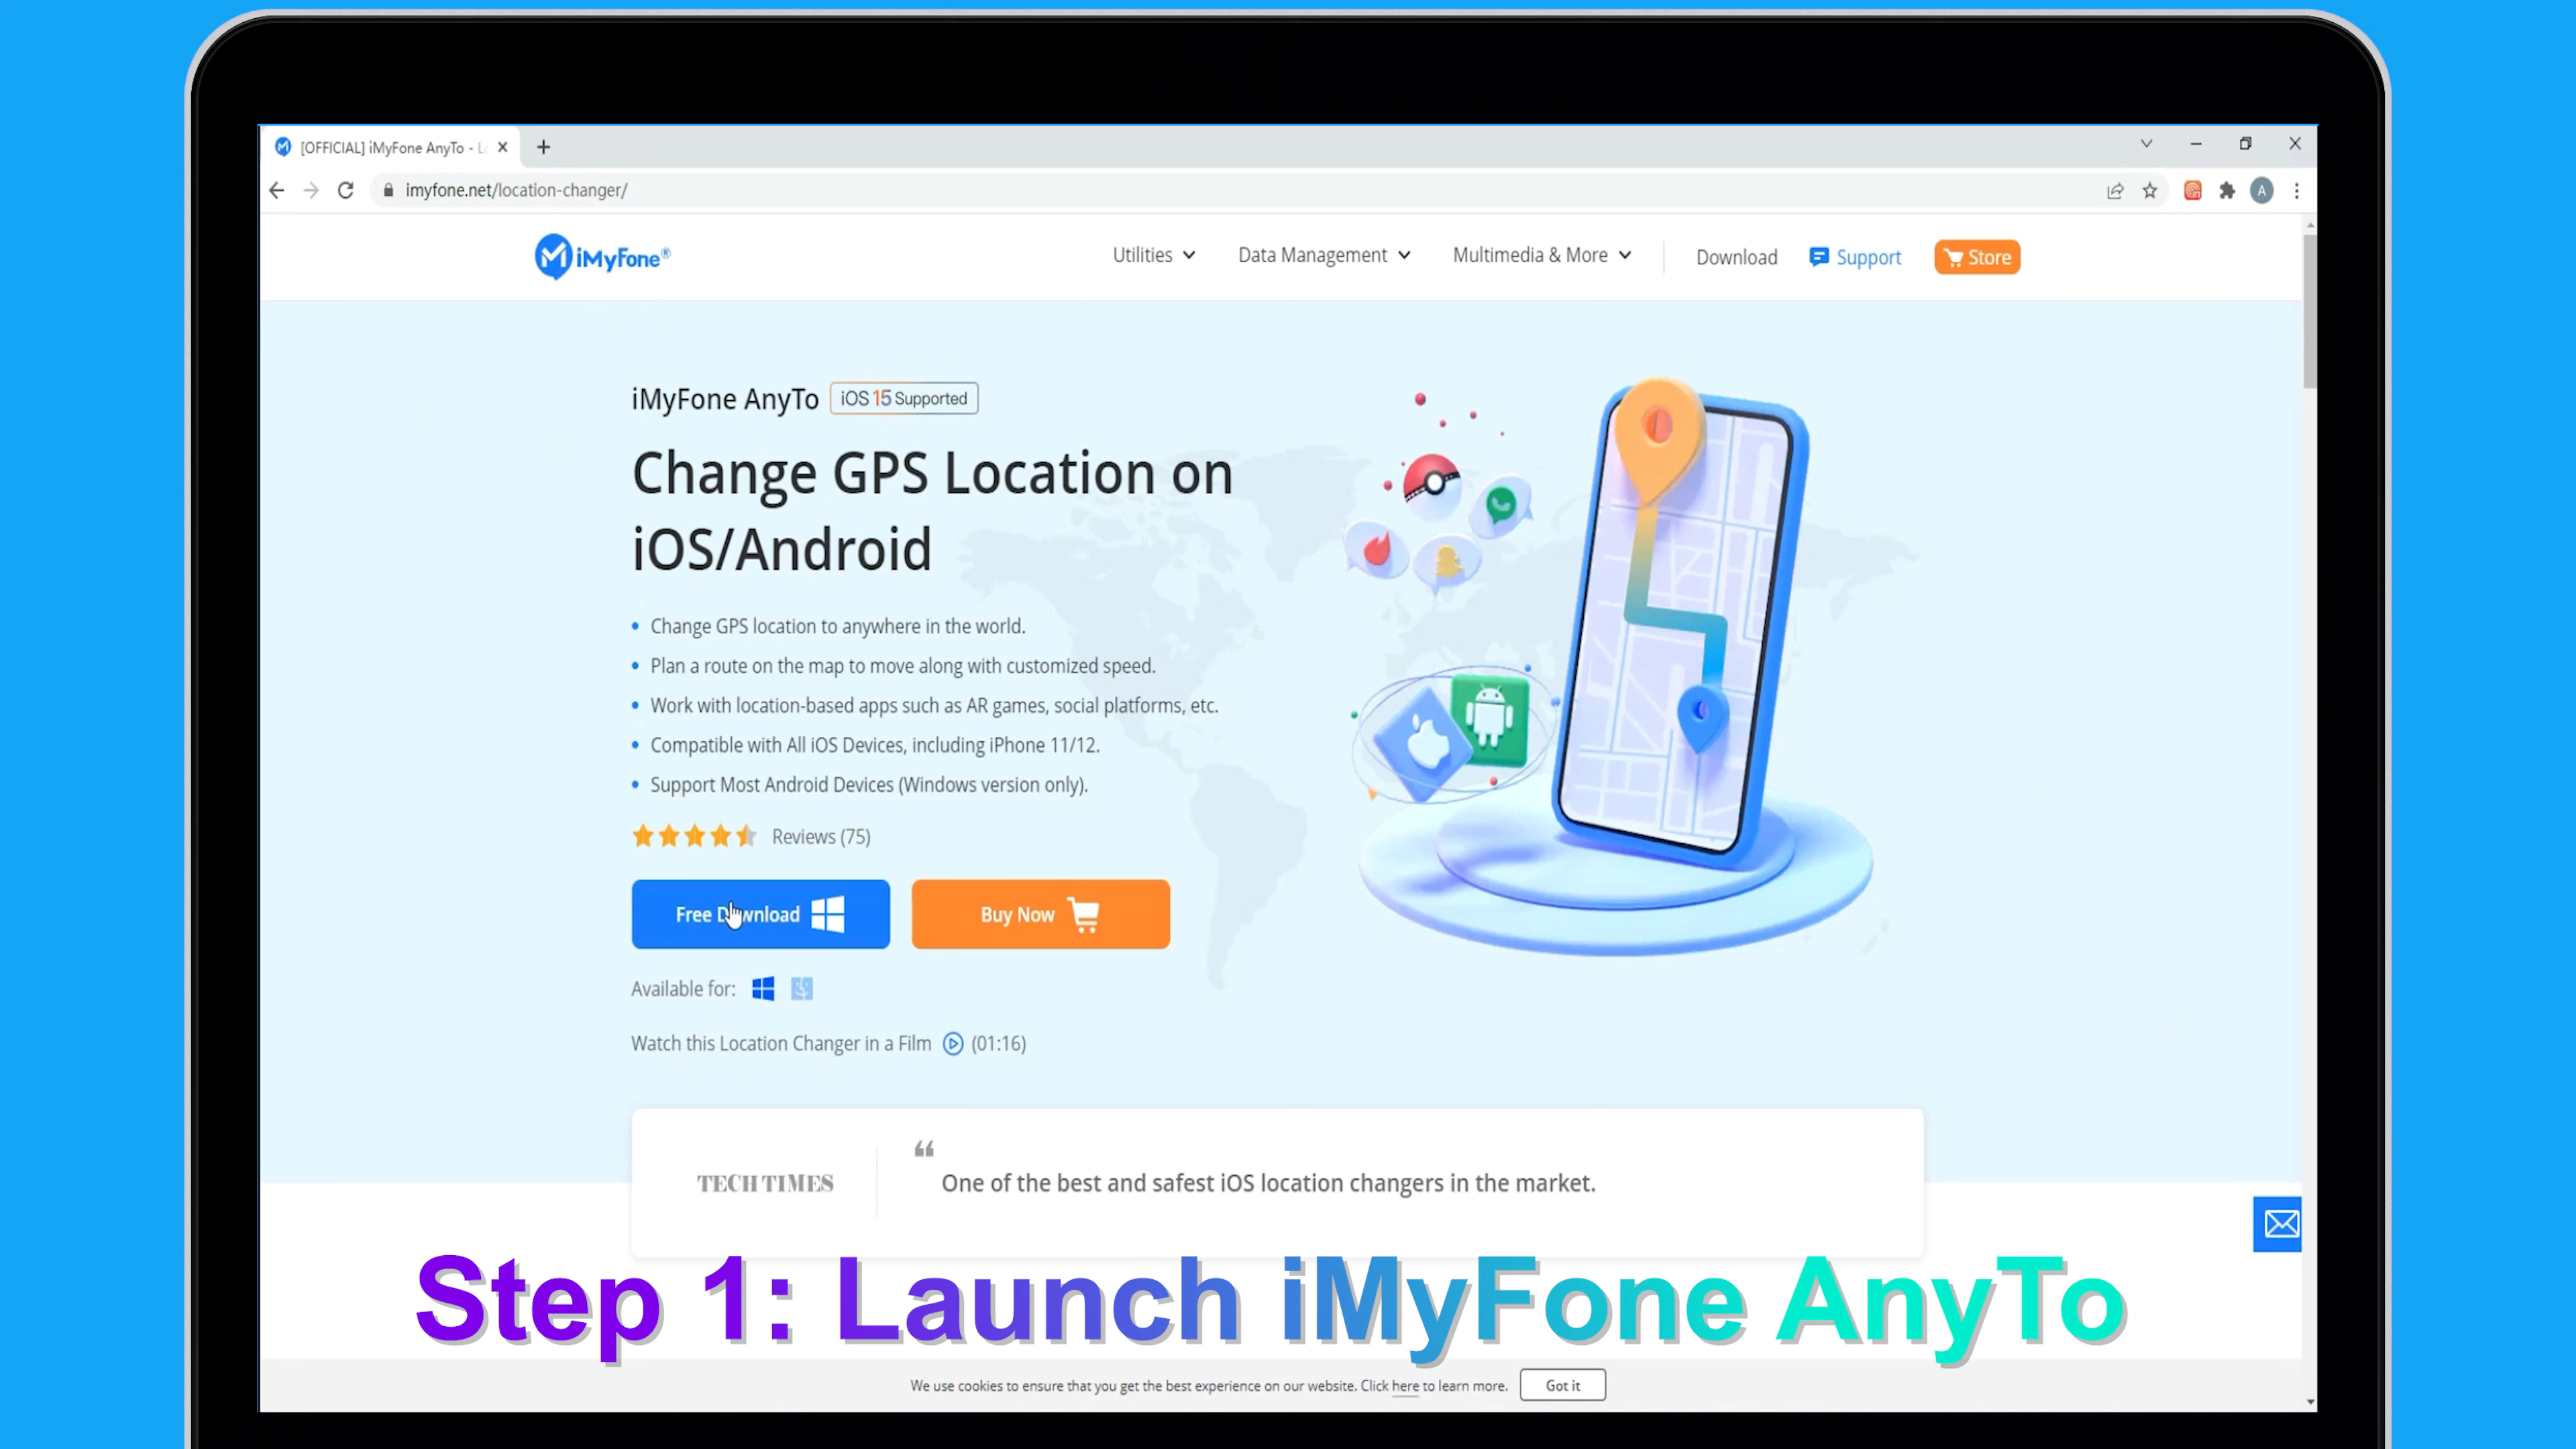 [OFFICIAL] iMyFone AnyTo - L
imyfone.net/location-changer/
A
iMyFone®
Utilities
Data Management
Multimedia & More
Download
Support
Store
iMyFone AnyTo
iOS 15 Supported
Change GPS Location on
iOS/Android
• Change GPS location to anywhere in the world.
• Plan a route on the map to move along with customized speed.
• Work with location-based apps such as AR games, social platforms, etc.
• Compatible with All iOS Devices, including iPhone 11/12.
• Support Most Android Devices (Windows version only).
Reviews (75)
Free Download
Buy Now
Available for:
Watch this Location Changer in a Film (01:16)
TECH TIMES
“ One of the best and safest iOS location changers in the market.
Step 1: Launch iMyFone AnyTo
We use cookies to ensure that you get the best experience on our website. Click here to learn more.
Got it